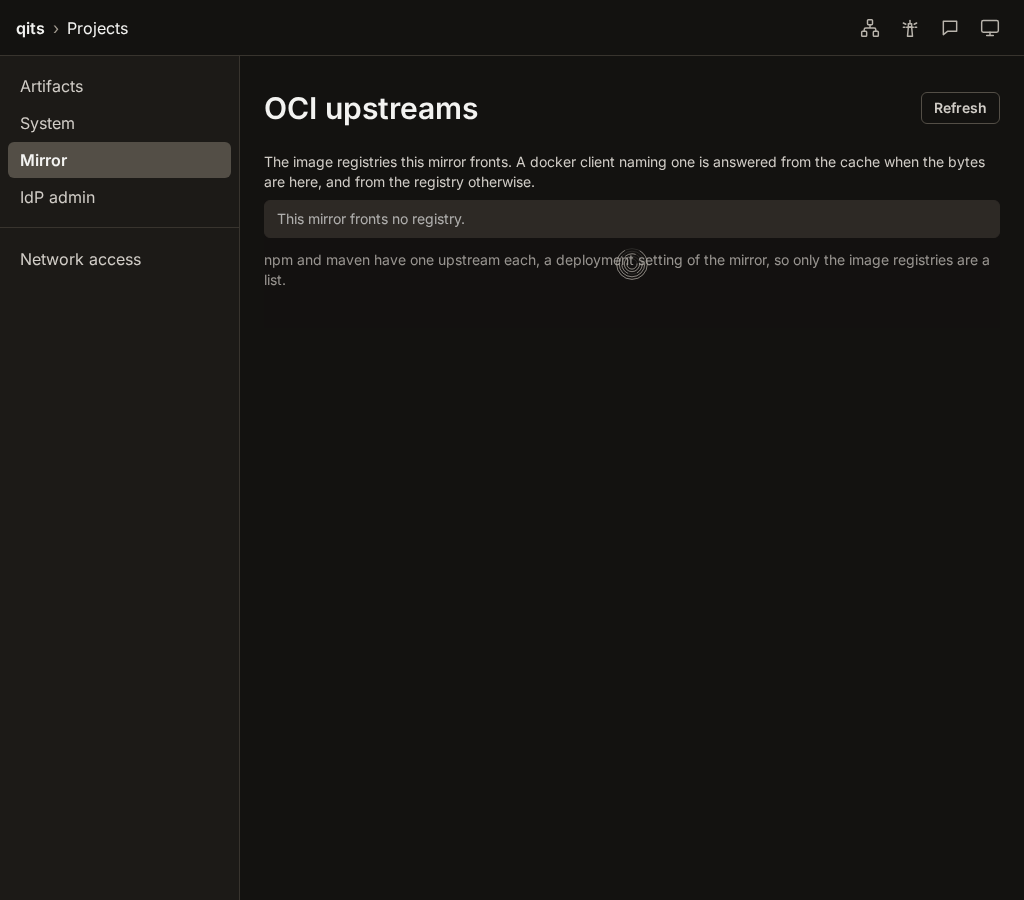 qits › Projects
Artifacts
System
Mirror
IdP admin
Network access
OCI upstreams
Refresh
The image registries this mirror fronts. A docker client naming one is answered from the cache when the bytes
are here, and from the registry otherwise.
This mirror fronts no registry.
npm and maven have one upstream each, a deployment setting of the mirror, so only the image registries are a
list.